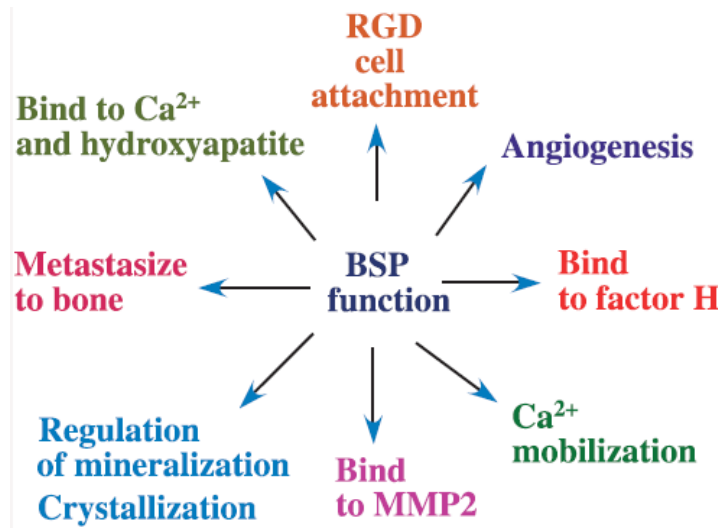 RGD
cell
attachment
Bind to Ca²⁺
and hydroxyapatite
Angiogenesis
Metastasize
to bone
BSP
function
Bind
to factor H
Regulation
of mineralization
Crystallization
Bind
to MMP2
Ca²⁺
mobilization